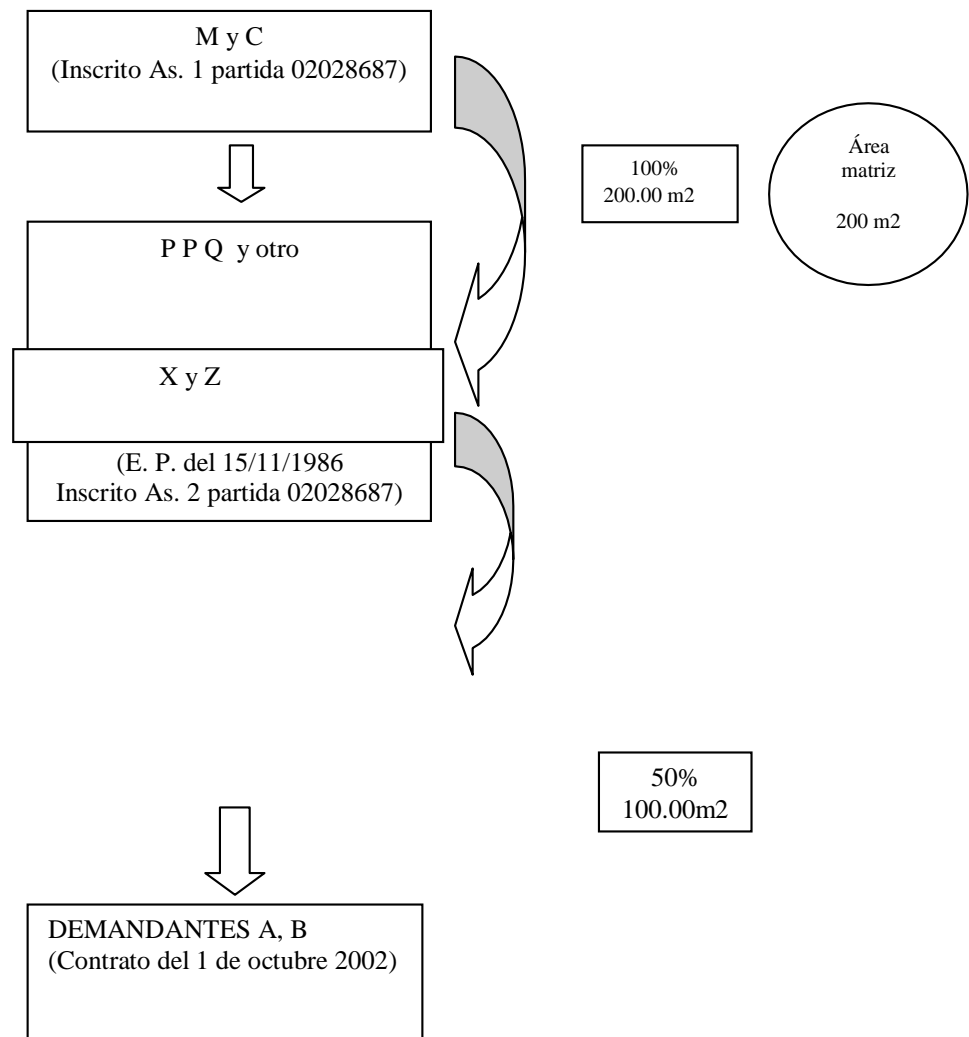 M y C
(Inscrito As. 1 partida 02028687)
100%
200.00 m2
Área
matriz
200 m2
P P Q y otro
X y Z
(E. P. del 15/11/1986
Inscrito As. 2 partida 02028687)
50%
100.00m2
DEMANDANTES A, B
(Contrato del 1 de octubre 2002)